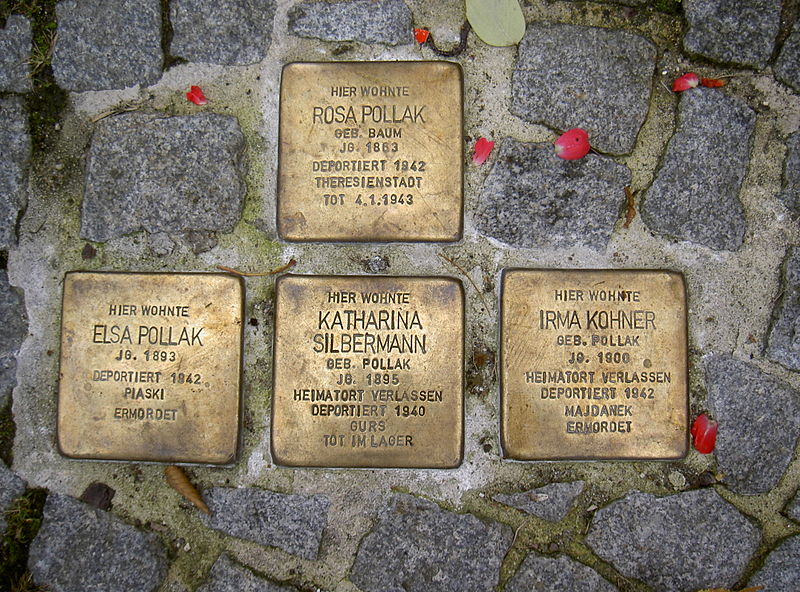 HIER WOHNTE
ROSA POLLAK
GEB. BAUM
JG. 1863
DEPORTIERT 1942
THERESIENSTADT
TOT 4.1.1943
HIER WOHNTE
ELSA POLLAK
JG. 1893
DEPORTIERT 1942
PIASKI
ERMORDET
HIER WOHNTE
KATHARINA
SILBERMANN
GEB. POLLAK
JG. 1895
HEIMATORT VERLASSEN
DEPORTIERT 1940
GURS
TOT IM LAGER
HIER WOHNTE
IRMA KOHNER
GEB. POLLAK
JG. 1900
HEIMATORT VERLASSEN
DEPORTIERT 1942
MAJDANEK
ERMORDET